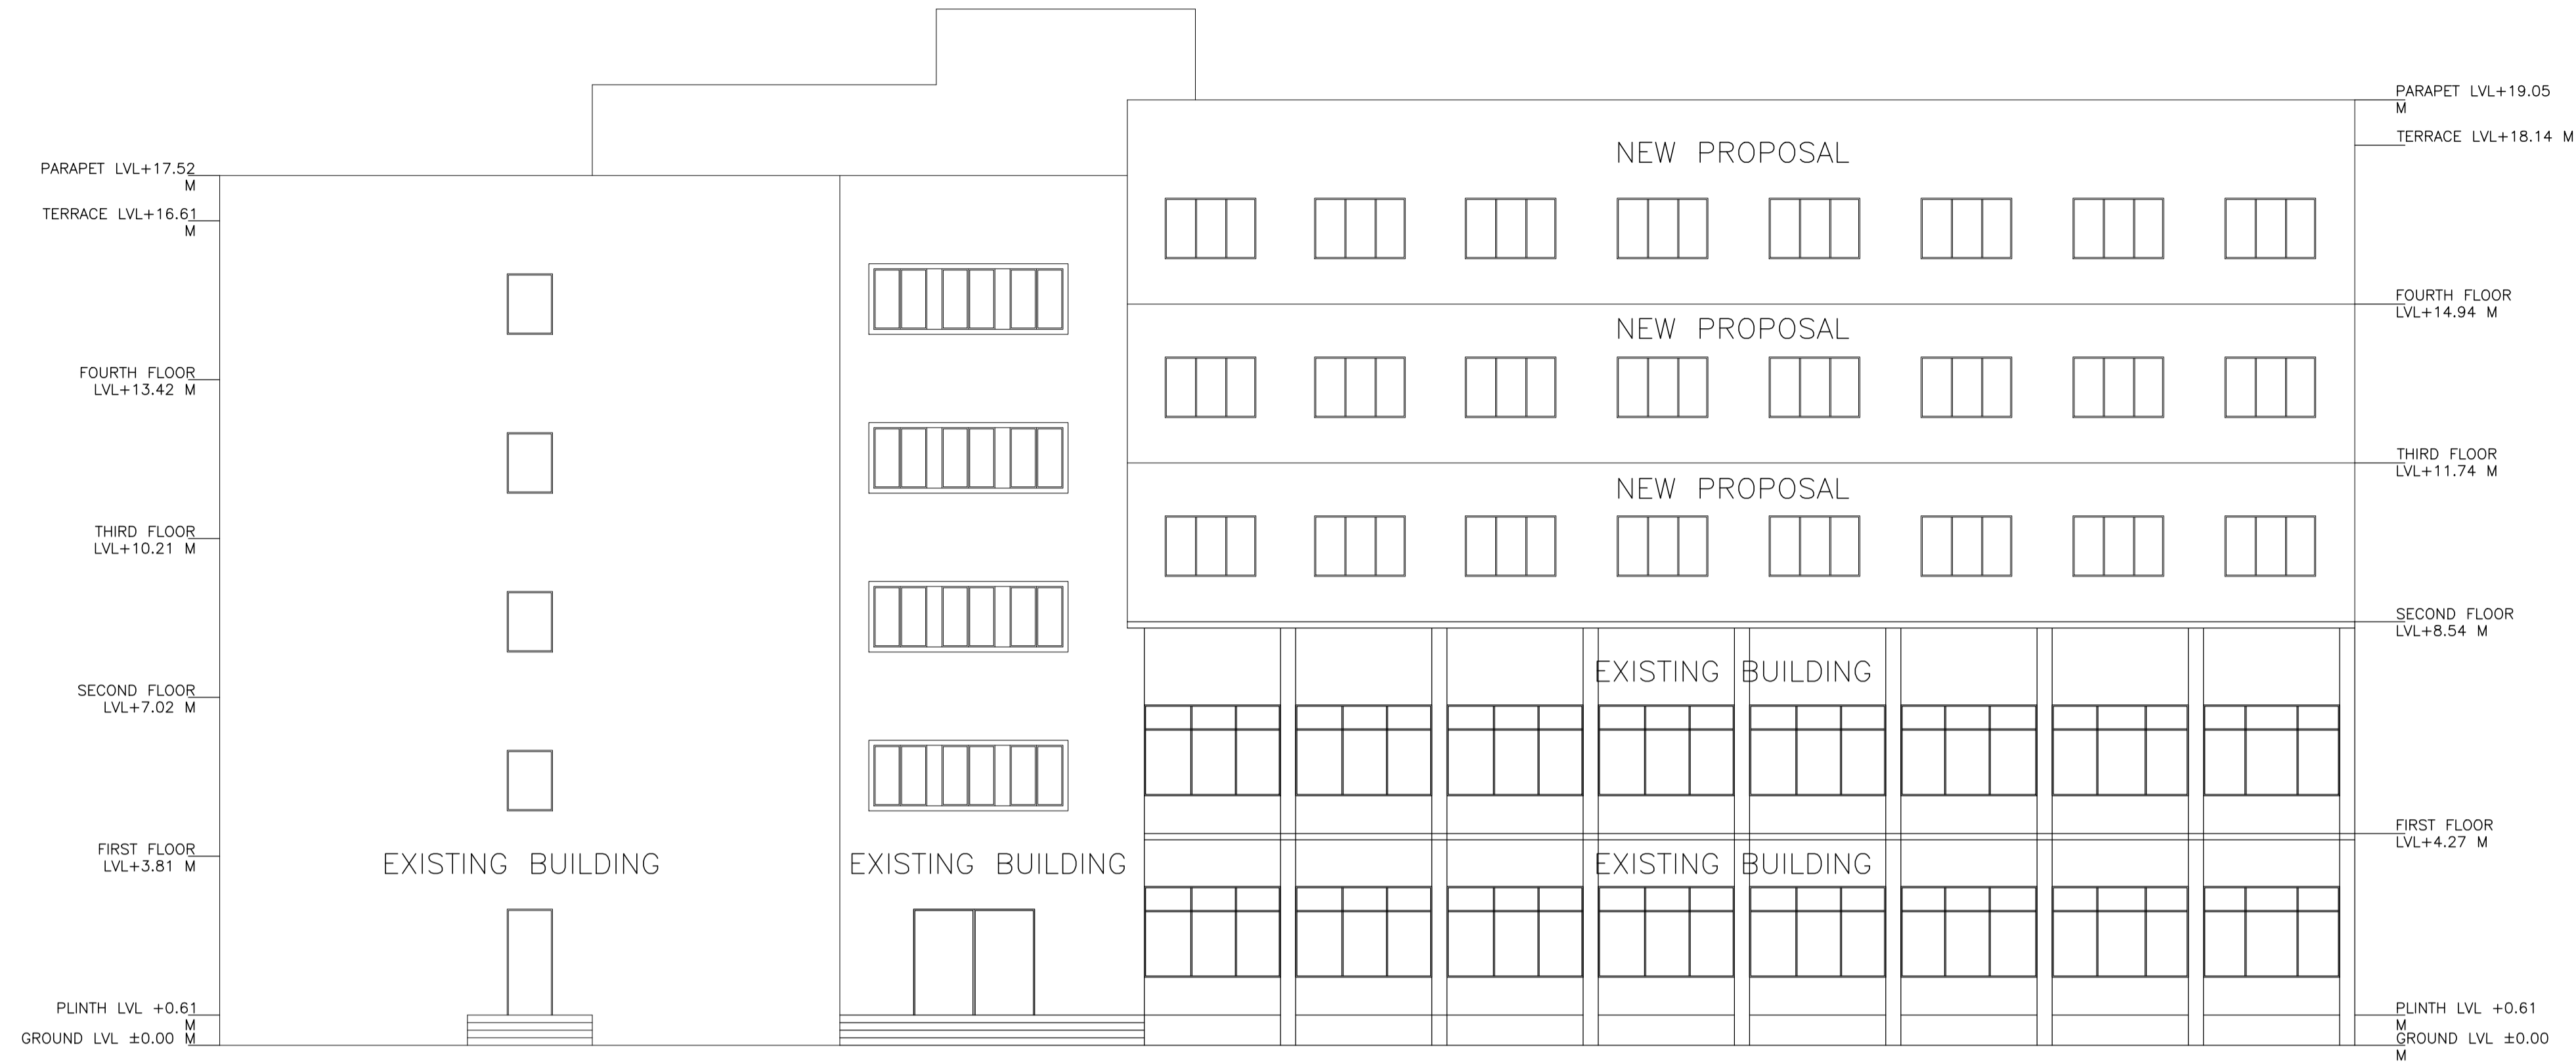 PARAPET LVL+19.05
M
TERRACE LVL+18.14 M
NEW PROPOSAL
PARAPET LVL+17.52
M
TERRACE LVL+16.61
M
FOURTH FLOOR
LVL+14.94 M
NEW PROPOSAL
FOURTH FLOOR
LVL+13.42 M
THIRD FLOOR
LVL+11.74 M
NEW PROPOSAL
THIRD FLOOR
LVL+10.21 M
SECOND FLOOR
LVL+8.54 M
EXISTING BUILDING
SECOND FLOOR
LVL+7.02 M
FIRST FLOOR
LVL+4.27 M
FIRST FLOOR
LVL+3.81 M
EXISTING BUILDING
EXISTING BUILDING
EXISTING BUILDING
PLINTH LVL +0.61
M
GROUND LVL ±0.00 M
PLINTH LVL +0.61
M
GROUND LVL ±0.00
M